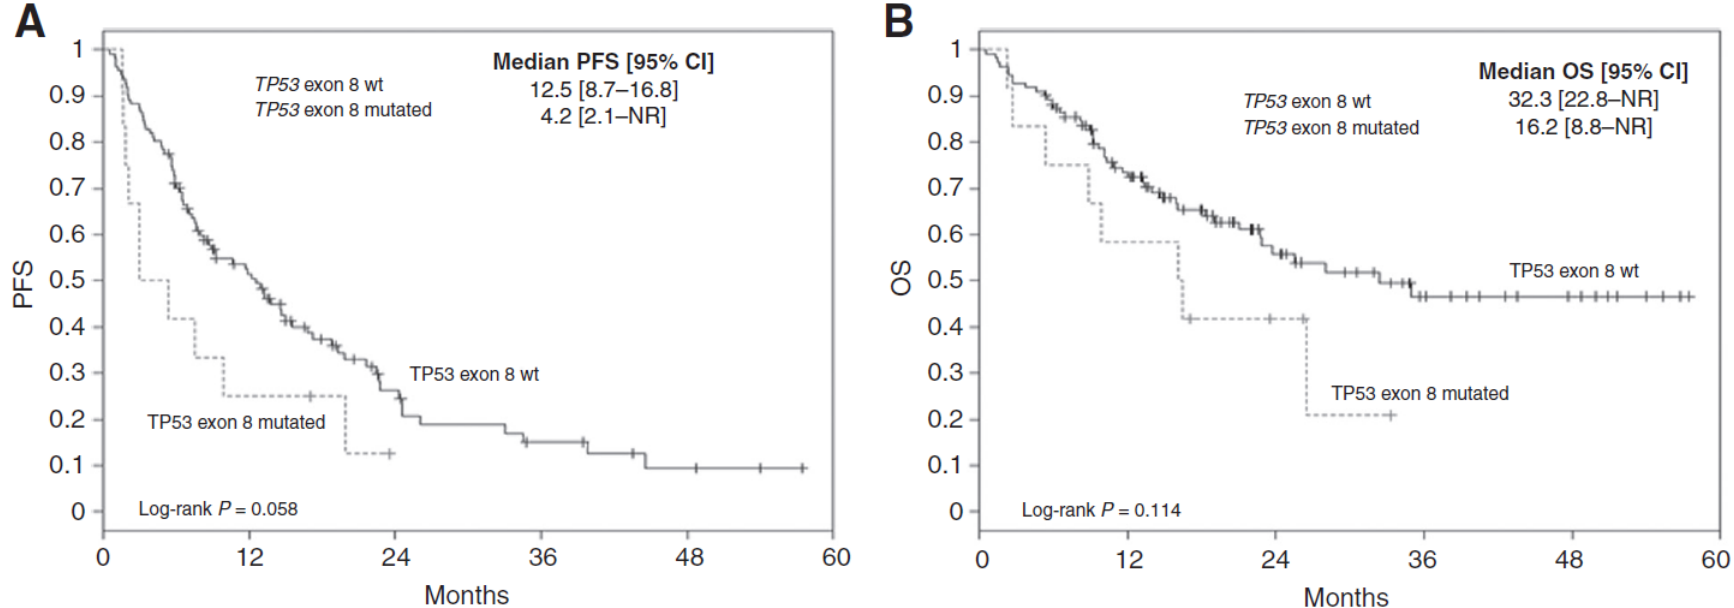 A
Median PFS [95% CI]
TP53 exon 8 wt 12.5 [8.7–16.8]
TP53 exon 8 mutated 4.2 [2.1–NR]
1
0.9
0.8
0.7
0.6
0.5
0.4
0.3
0.2
0.1
0
PFS
TP53 exon 8 wt
TP53 exon 8 mutated
Log-rank P = 0.058
0 12 24 36 48 60
Months
B
Median OS [95% CI]
TP53 exon 8 wt 32.3 [22.8–NR]
TP53 exon 8 mutated 16.2 [8.8–NR]
1
0.9
0.8
0.7
0.6
0.5
0.4
0.3
0.2
0.1
0
OS
TP53 exon 8 wt
TP53 exon 8 mutated
Log-rank P = 0.114
0 12 24 36 48 60
Months